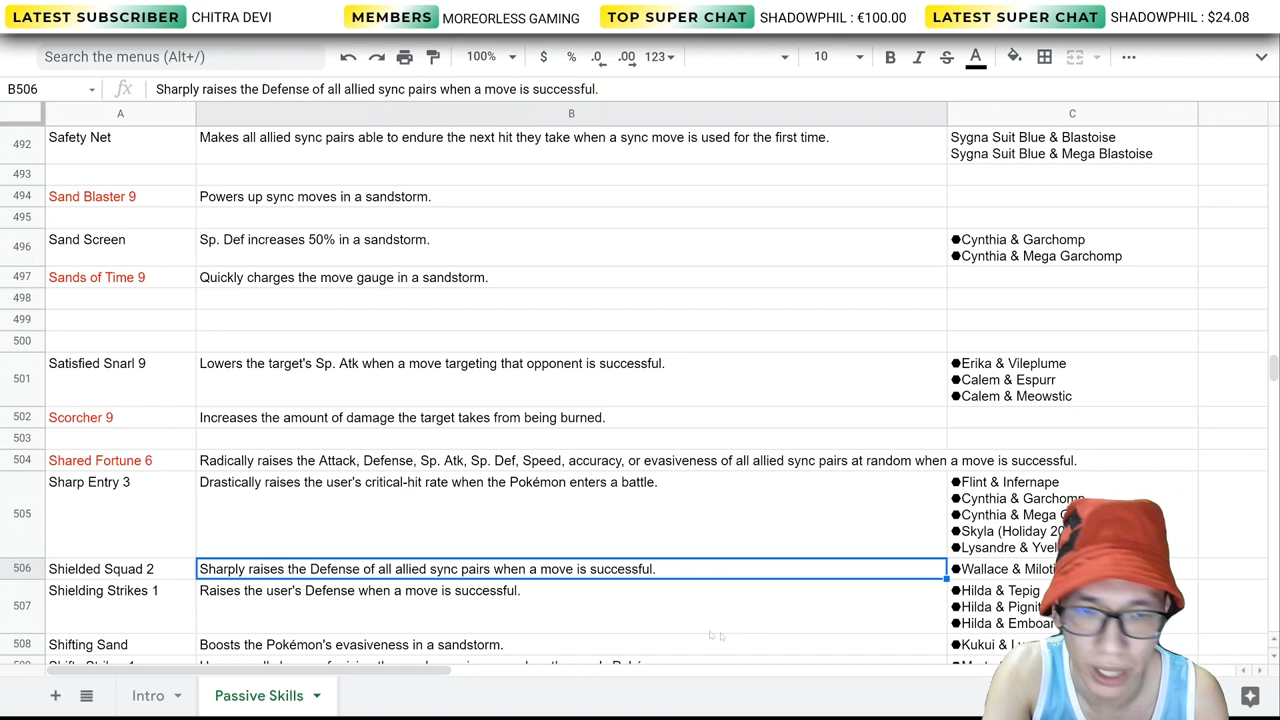 LATEST SUBSCRIBER CHITRA DEVI MEMBERS MOREORLESS GAMING TOP SUPER CHAT SHADOWPHIL : €100.00 LATEST SUPER CHAT SHADOWPHIL : $24.08
Search the menus (Alt+/) 100% $ % .0 .00 123 10 B I S A
B506 fx Sharply raises the Defense of all allied sync pairs when a move is successful.
A B C
492 Safety Net Makes all allied sync pairs able to endure the next hit they take when a sync move is used for the first time. Sygna Suit Blue & Blastoise
Sygna Suit Blue & Mega Blastoise
493
494 Sand Blaster 9 Powers up sync moves in a sandstorm.
495
496 Sand Screen Sp. Def increases 50% in a sandstorm. Cynthia & Garchomp
Cynthia & Mega Garchomp
497 Sands of Time 9 Quickly charges the move gauge in a sandstorm.
498
499
500
501 Satisfied Snarl 9 Lowers the target's Sp. Atk when a move targeting that opponent is successful. Erika & Vileplume
Calem & Espurr
Calem & Meowstic
502 Scorcher 9 Increases the amount of damage the target takes from being burned.
503
504 Shared Fortune 6 Radically raises the Attack, Defense, Sp. Atk, Sp. Def, Speed, accuracy, or evasiveness of all allied sync pairs at random when a move is successful.
505 Sharp Entry 3 Drastically raises the user's critical-hit rate when the Pokémon enters a battle. Flint & Infernape
Cynthia & Garchomp
Cynthia & Mega
Skyla (Holiday
Lysandre &
506 Shielded Squad 2 Sharply raises the Defense of all allied sync pairs when a move is successful. Wallace &
507 Shielding Strikes 1 Raises the user's Defense when a move is successful. Hilda & Tepig
Hilda &
Hilda &
508 Shifting Sand Boosts the Pokémon's evasiveness in a sandstorm. Kukui &
Intro Passive Skills